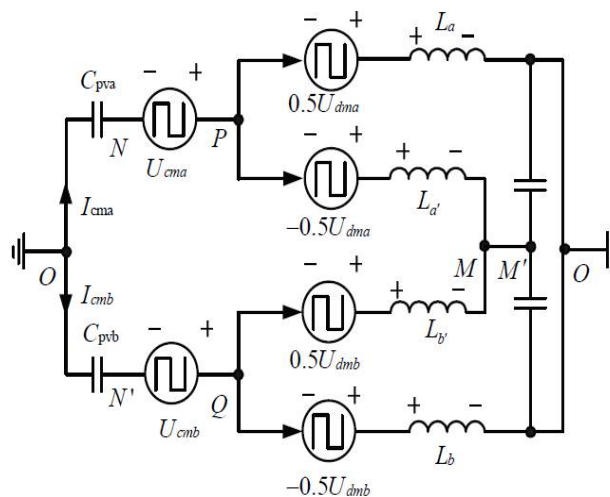 − + + L_a −
C_pva − + 0.5U_dma
N U_cma P − +
+ −
−0.5U_dma L_a'
I_cma
O − + M M' O
I_cmb + −
C_pvb − + 0.5U_dmb L_b'
N' U_cmb Q − + + −
−0.5U_dmb L_b